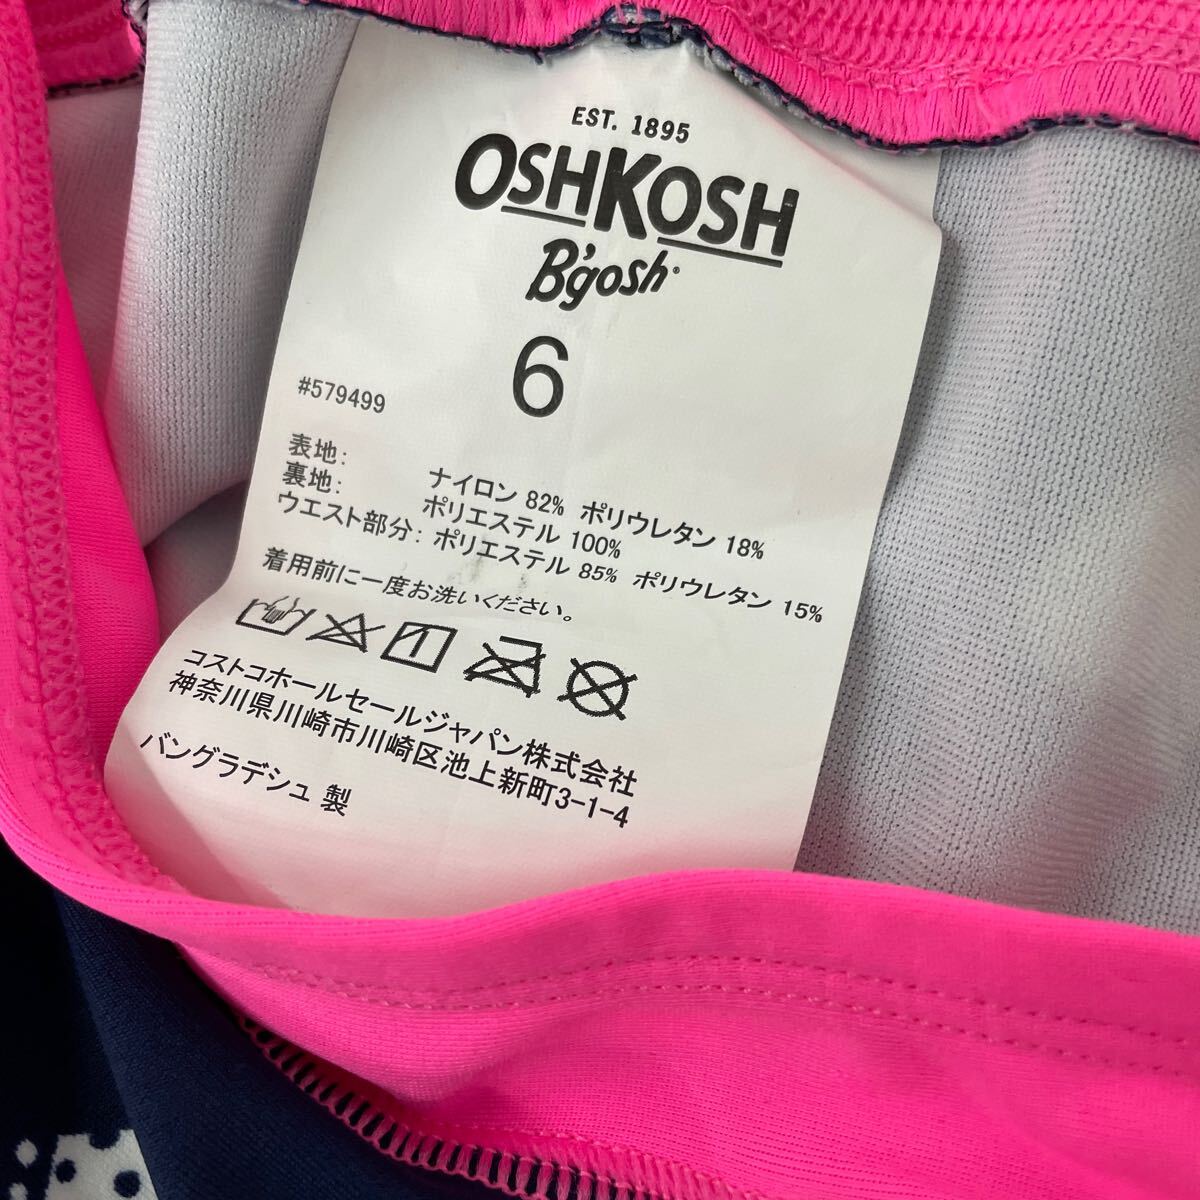 EST. 1895
OSHKOSH
B'gosh
6
#579499
表地: ナイロン 82% ポリウレタン 18%
裏地: ポリエステル 100%
ウエスト部分: ポリエステル 85% ポリウレタン 15%
着用前に一度お洗いください。
コストコホールセールジャパン株式会社
神奈川県川崎市川崎区池上新町3-1-4
バングラデシュ 製